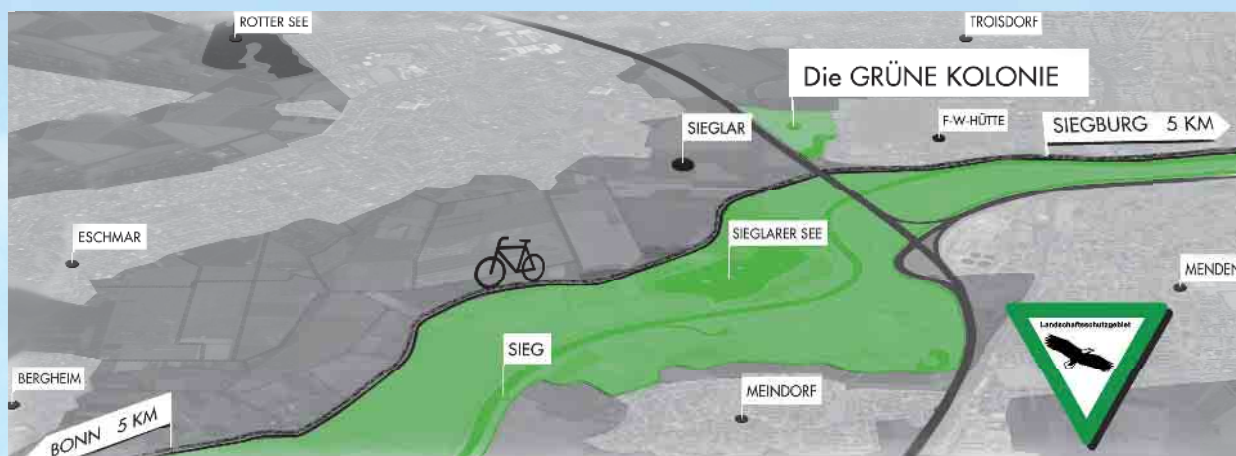 ROTTER SEE
TROISDORF
Die GRÜNE KOLONIE
F-W-HÜTTE
SIEGBURG 5 KM
SIEGLAR
ESCHMAR
SIEGLARER SEE
MENDEN
Landschaftsschutzgebiet
SIEG
BERGHEIM
MEINDORF
BONN 5 KM